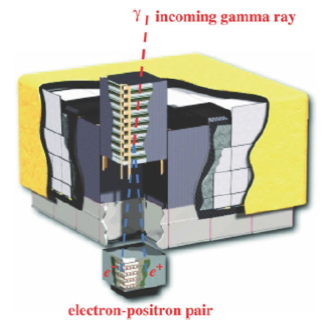 γ incoming gamma ray
e⁻ e⁺
electron-positron pair